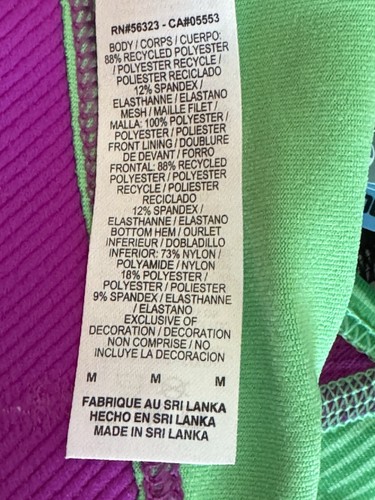 RN#56323 - CA#05553
BODY / CORPS / CUERPO:
88% RECYCLED POLYESTER
/ POLYESTER RECYCLE /
POLIESTER RECICLADO
12% SPANDEX /
ELASTHANNE / ELASTANO
MESH / MAILLE FILET /
MALLA: 100% POLYESTER /
POLYESTER / POLIESTER
FRONT LINING / DOUBLURE
DE DEVANT / FORRO
FRONTAL: 88% RECYCLED
POLYESTER / POLYESTER
RECYCLE / POLIESTER
RECICLADO
12% SPANDEX /
ELASTHANNE / ELASTANO
BOTTOM HEM / OURLET
INFERIEUR / DOBLADILLO
INFERIOR: 73% NYLON /
POLYAMIDE / NYLON
18% POLYESTER /
POLYESTER / POLIESTER
9% SPANDEX / ELASTHANNE
/ ELASTANO
EXCLUSIVE OF
DECORATION / DECORATION
NON COMPRISE / NO
INCLUYE LA DECORACION
M M M
FABRIQUE AU SRI LANKA
HECHO EN SRI LANKA
MADE IN SRI LANKA